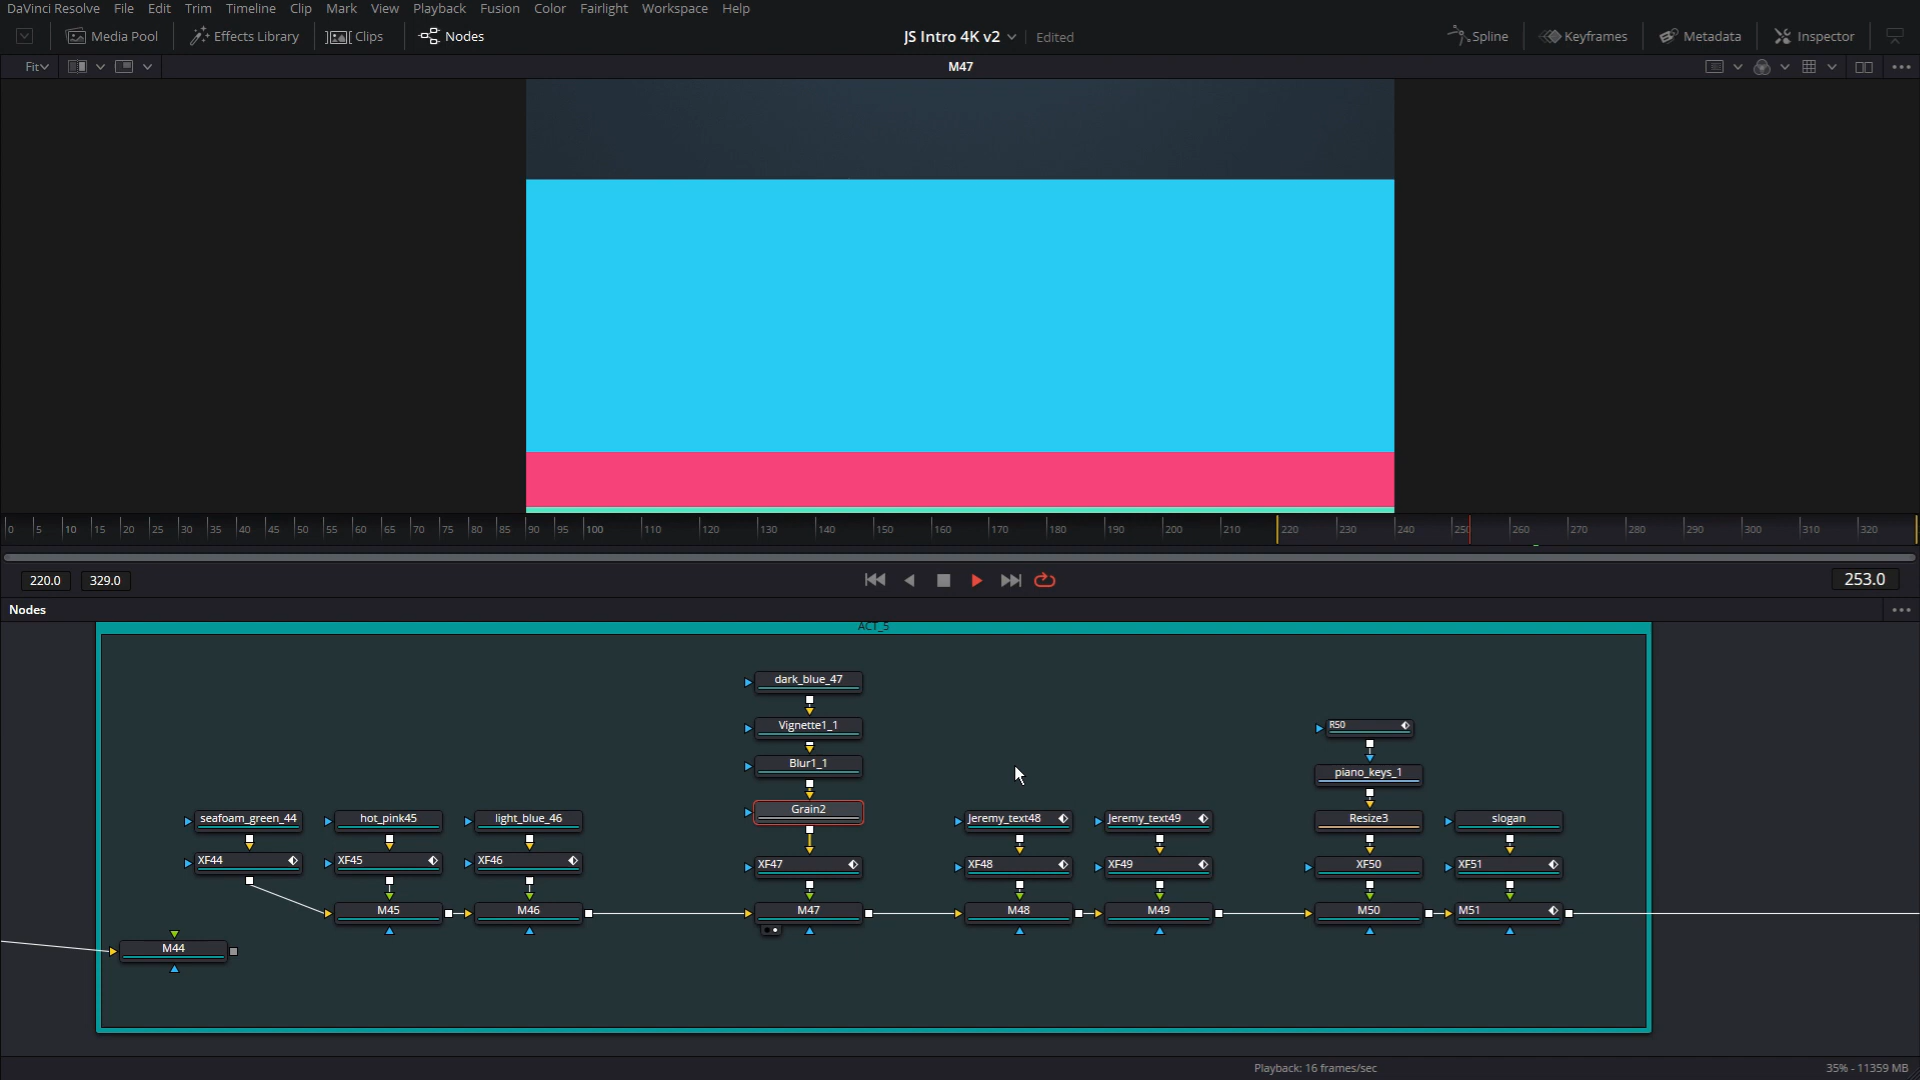 DaVinci Resolve File Edit Trim Timeline Clip Mark View Playback Fusion Color Fairlight Workspace Help
Media Pool Effects Library Clips Nodes JS Intro 4K v2 Edited Spline Keyframes Metadata Inspector
Fit M47
0 5 10 15 20 25 30 35 40 45 50 55 60 65 70 75 80 85 90 95 100 110 120 130 140 150 160 170 180 190 200 210 220 230 240 250 260 270 280 290 300 310 320
220.0 329.0 253.0
Nodes
ACT_5
dark_blue_47
Vignette1_1 R50
Blur1_1 piano_keys_1
Grain2
seafoam_green_44 hot_pink45 light_blue_46 Jeremy_text48 Jeremy_text49 Resize3 slogan
XF44 XF45 XF46 XF47 XF48 XF49 XF50 XF51
M45 M46 M47 M48 M49 M50 M51
M44
Playback: 16 frames/sec 35% - 11359 MB